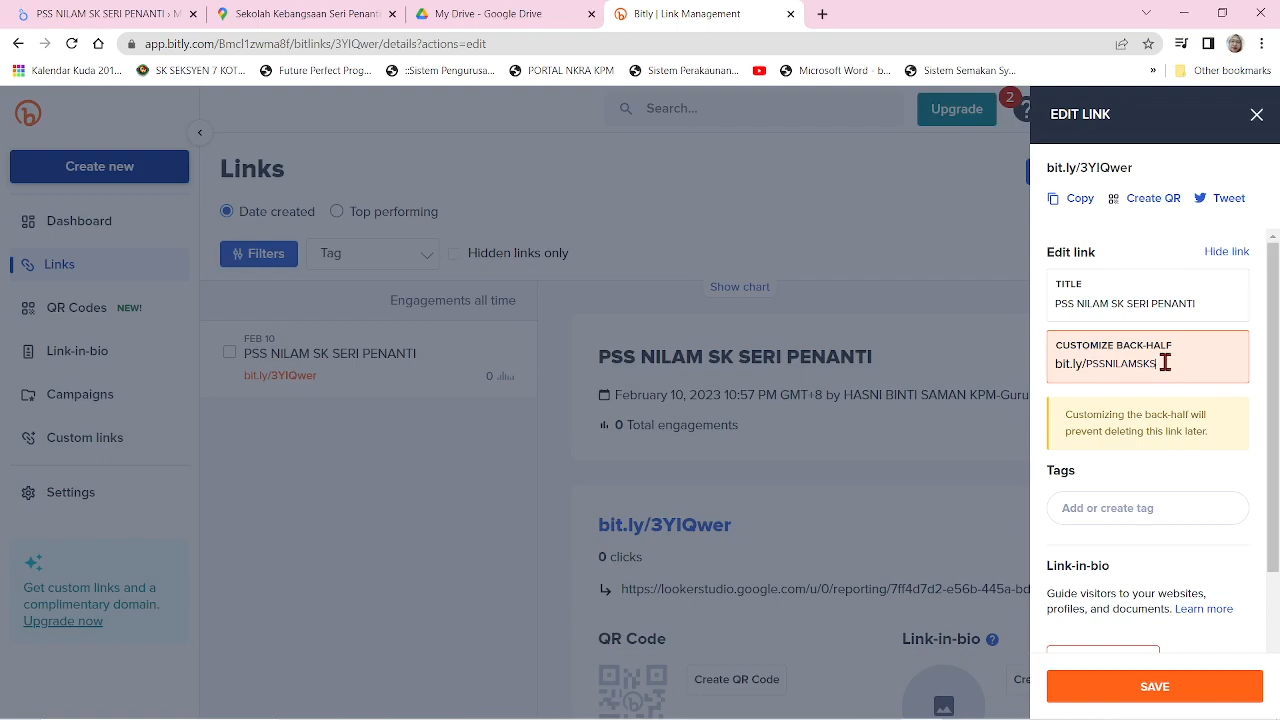 PSS NILAM SK SERI PENANTI › M
Sekolah Kebangsaan Seri Penanti
My Drive - Google Drive
Bitly | Link Management
app.bitly.com/Bmcl1zwma8f/bitlinks/3YIQwer/details?actions=edit
Kalendar Kuda 201...
SK SEKSYEN 7 KOT...
Future Perfect Prog...
::Sistem Pengurusa...
PORTAL NKRA KPM
Sistem Perakaunan...
Microsoft Word - b...
Sistem Semakan Sy...
»
Other bookmarks
Search...
Upgrade
2
?
EDIT LINK
Create new
Dashboard
Links
QR Codes NEW!
Link-in-bio
Campaigns
Custom links
Settings
Get custom links and a
complimentary domain.
Upgrade now
Links
Date created
Top performing
Filters
Tag
Hidden links only
Engagements all time
FEB 10
PSS NILAM SK SERI PENANTI
bit.ly/3YIQwer
0
Show chart
PSS NILAM SK SERI PENANTI
February 10, 2023 10:57 PM GMT+8 by HASNI BINTI SAMAN KPM-Guru
0 Total engagements
bit.ly/3YIQwer
0 clicks
https://lookerstudio.google.com/u/0/reporting/7ff4d7d2-e56b-445a-bd
QR Code
Create QR Code
Link-in-bio ?
Cre
bit.ly/3YIQwer
Copy
Create QR
Tweet
Edit link
Hide link
TITLE
PSS NILAM SK SERI PENANTI
CUSTOMIZE BACK-HALF
bit.ly/PSSNILAMSKS
Customizing the back-half will
prevent deleting this link later.
Tags
Add or create tag
Link-in-bio
Guide visitors to your websites,
profiles, and documents. Learn more
SAVE